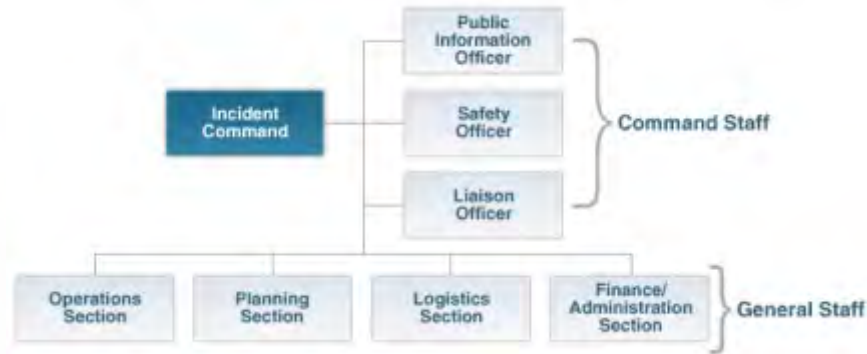 Public
Information
Officer
Incident
Command
Safety
Officer
Command Staff
Liaison
Officer
Operations
Section
Planning
Section
Logistics
Section
Finance/
Administration
Section
General Staff